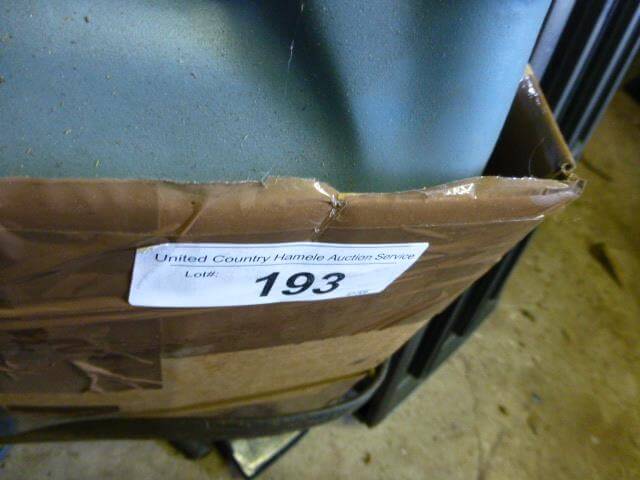 United Country Hamele Auction Service
Lot#: 193